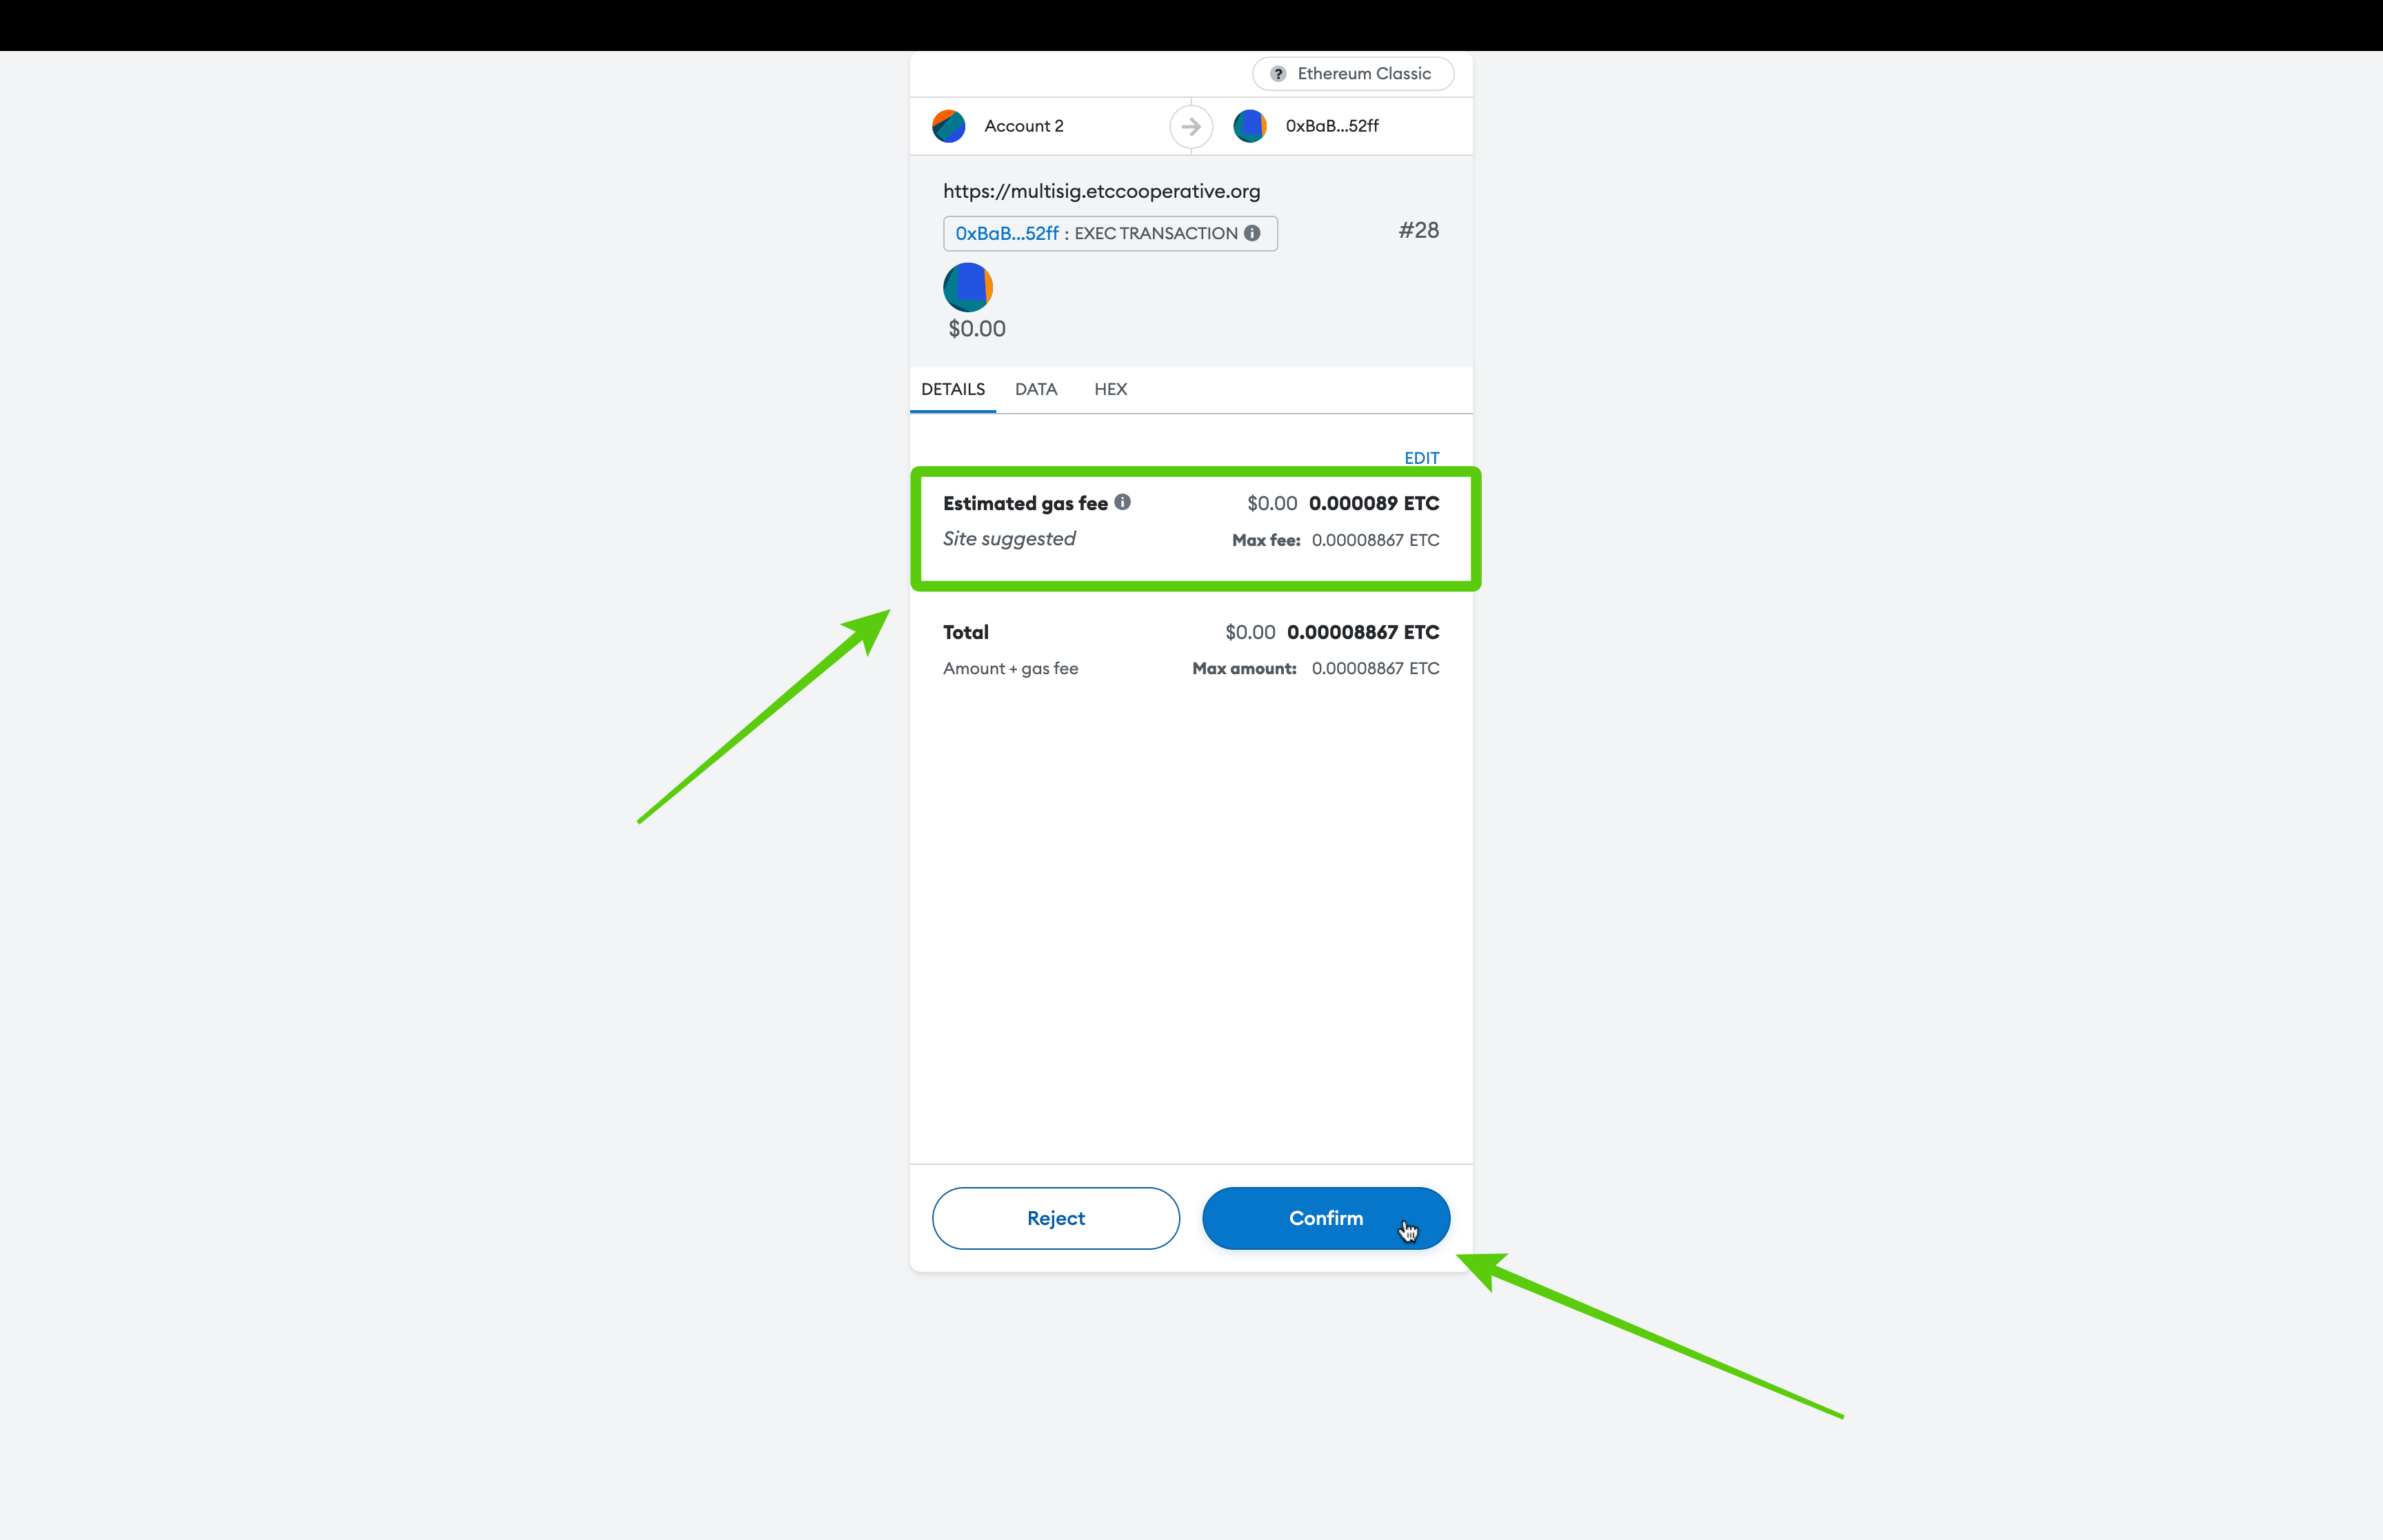 Ethereum Classic
Account 2 0xBaB...52ff
https://multisig.etccooperative.org
0xBaB...52ff : EXEC TRANSACTION #28
$0.00
DETAILS DATA HEX
EDIT
Estimated gas fee $0.00 0.000089 ETC
Site suggested Max fee: 0.00008867 ETC
Total $0.00 0.00008867 ETC
Amount + gas fee Max amount: 0.00008867 ETC
Reject Confirm